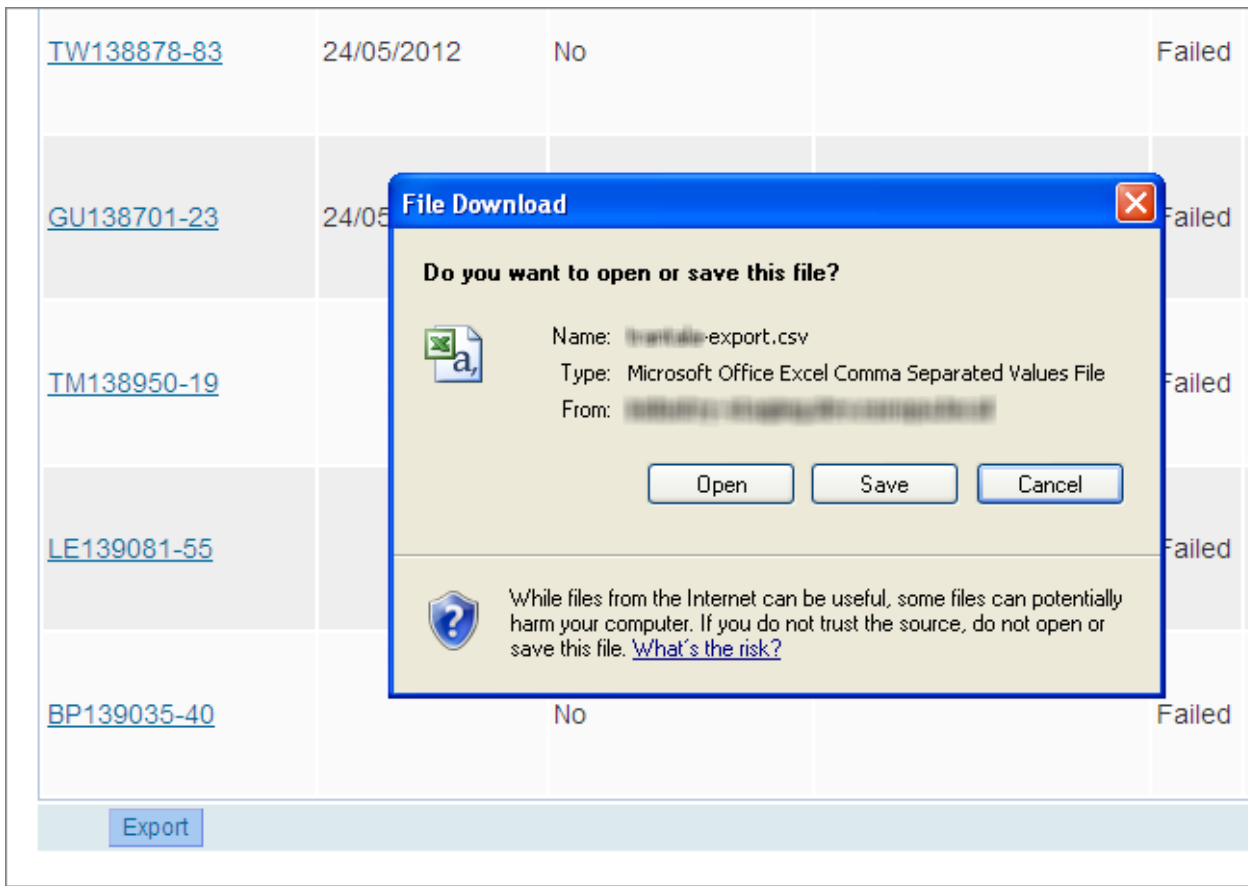 TW138878-83 24/05/2012 No Failed
File Download
GU138701-23 24/05 Failed
Do you want to open or save this file?
Name: -export.csv
Type: Microsoft Office Excel Comma Separated Values File
TM138950-19 Failed
From:
Open Save Cancel
LE139081-55 Failed
While files from the Internet can be useful, some files can potentially
harm your computer. If you do not trust the source, do not open or
save this file. What's the risk?
BP139035-40 No Failed
Export